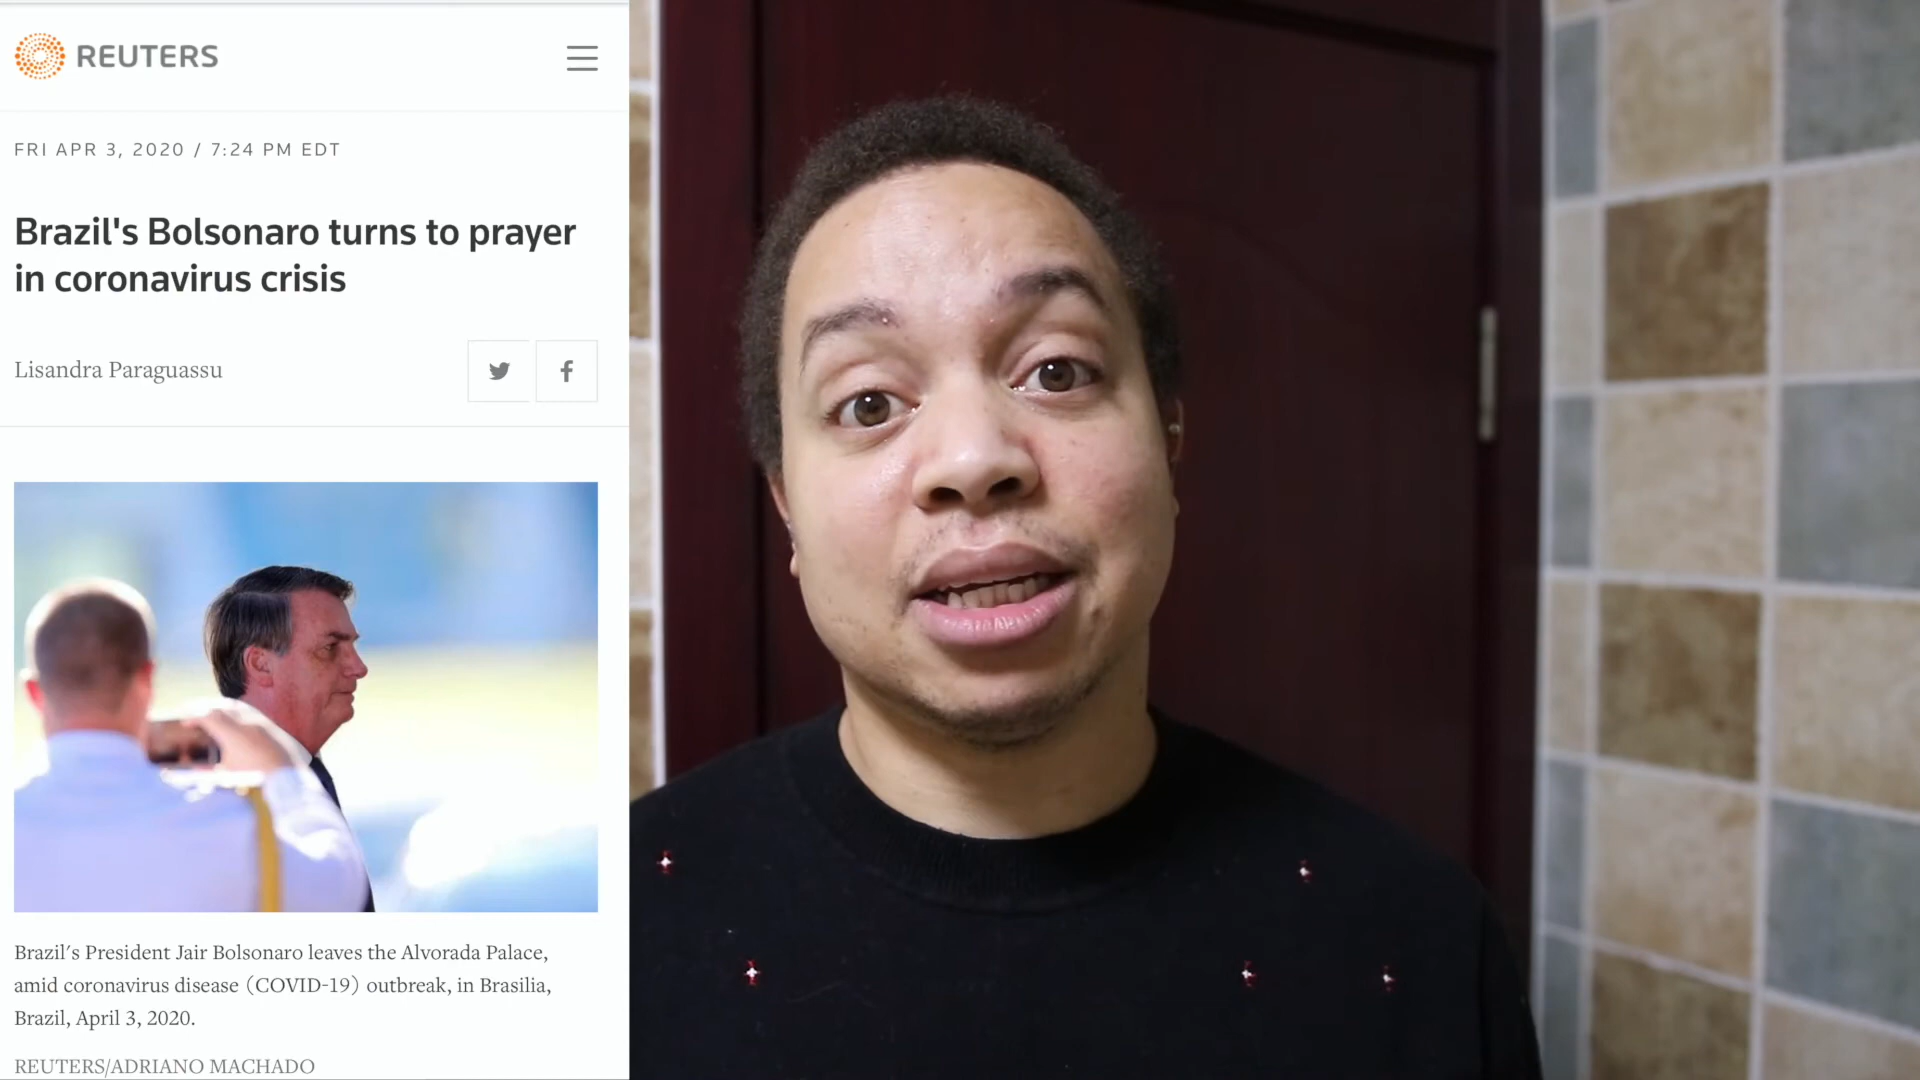 REUTERS
FRI APR 3, 2020 / 7:24 PM EDT
Brazil's Bolsonaro turns to prayer
in coronavirus crisis
Lisandra Paraguassu
Brazil's President Jair Bolsonaro leaves the Alvorada Palace,
amid coronavirus disease (COVID-19) outbreak, in Brasilia,
Brazil, April 3, 2020.
REUTERS/ADRIANO MACHADO